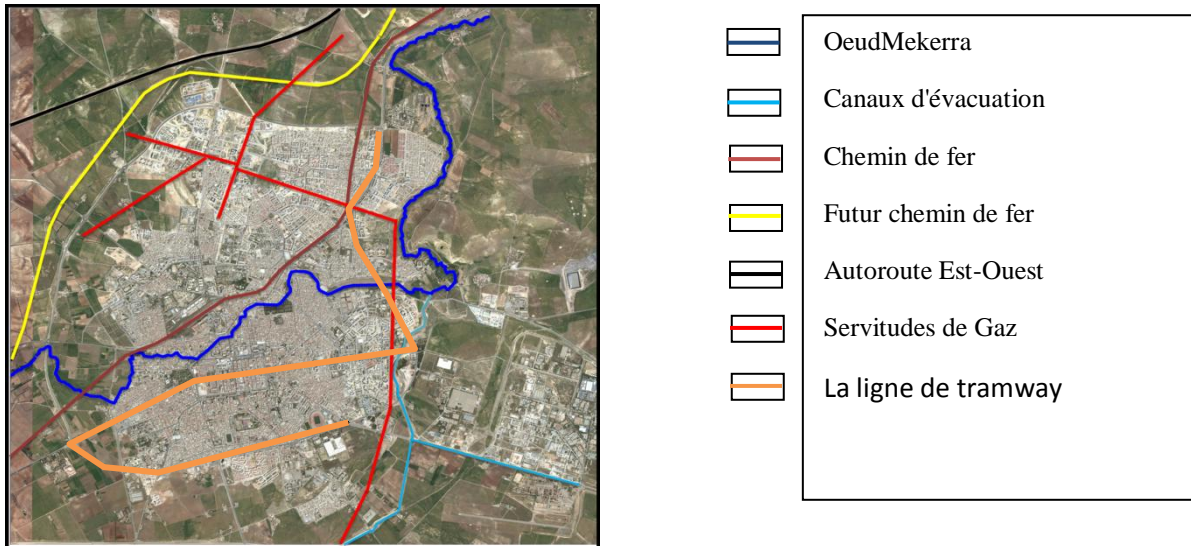 OeudMekerra
Canaux d'évacuation
Chemin de fer
Futur chemin de fer
Autoroute Est-Ouest
Servitudes de Gaz
La ligne de tramway